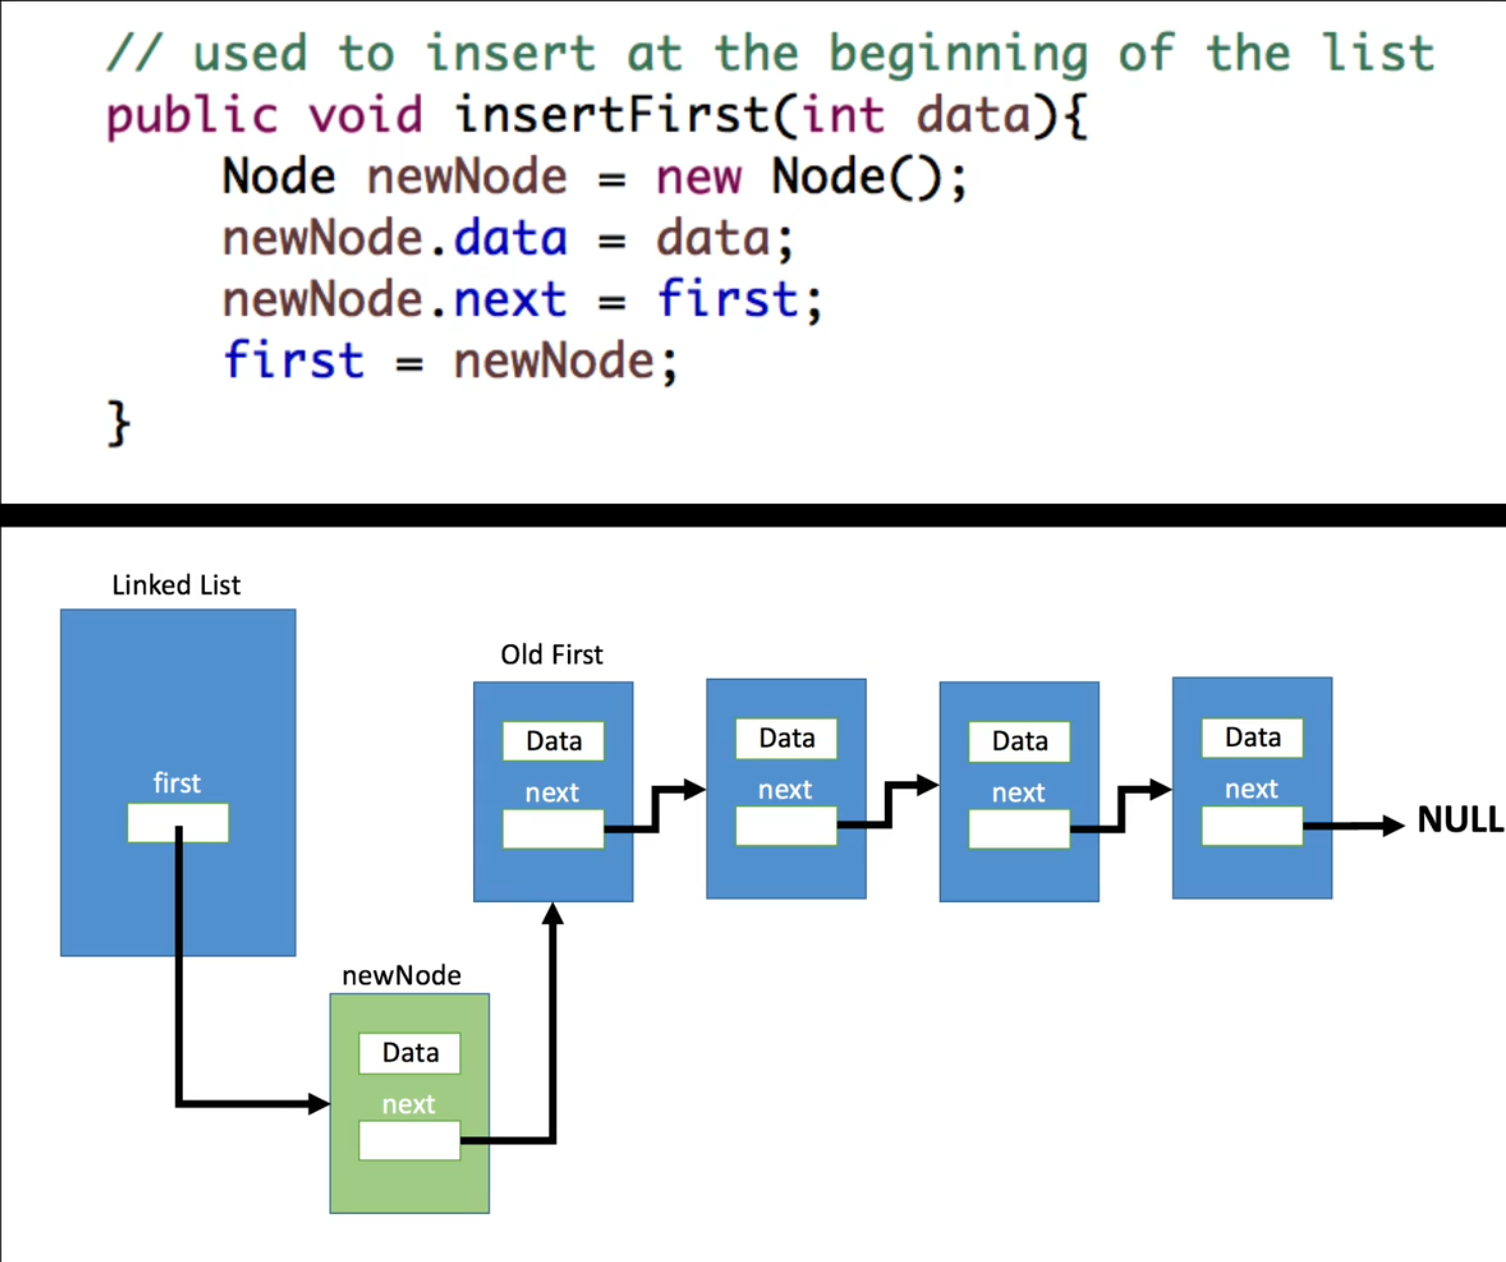 // used to insert at the beginning of the list
public void insertFirst(int data){
Node newNode = new Node();
newNode.data = data;
newNode.next = first;
first = newNode;
}
Linked List
first
Old First
Data
next
Data
next
Data
next
Data
next
NULL
newNode
Data
next